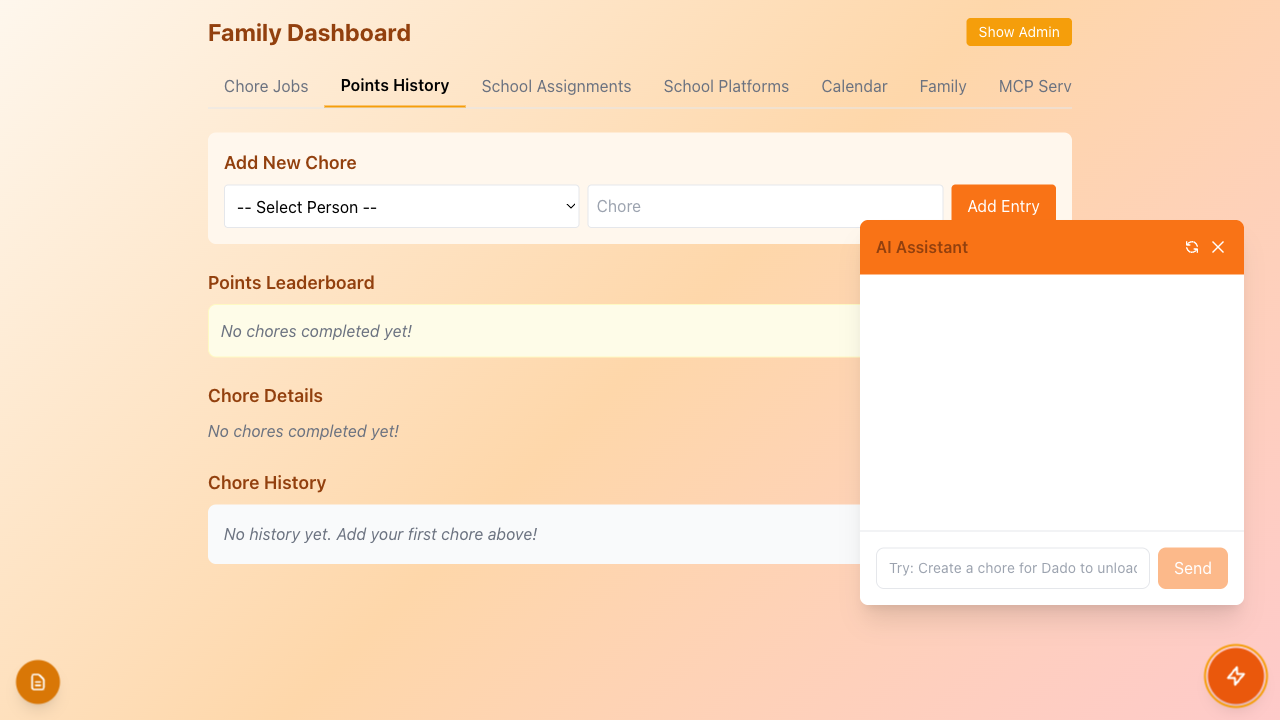 Family Dashboard
Show Admin
Chore Jobs
Points History
School Assignments
School Platforms
Calendar
Family
MCP Serv
Add New Chore
-- Select Person --
Chore
Add Entry
AI Assistant
Points Leaderboard
No chores completed yet!
Chore Details
No chores completed yet!
Chore History
No history yet. Add your first chore above!
Try: Create a chore for Dado to unload
Send